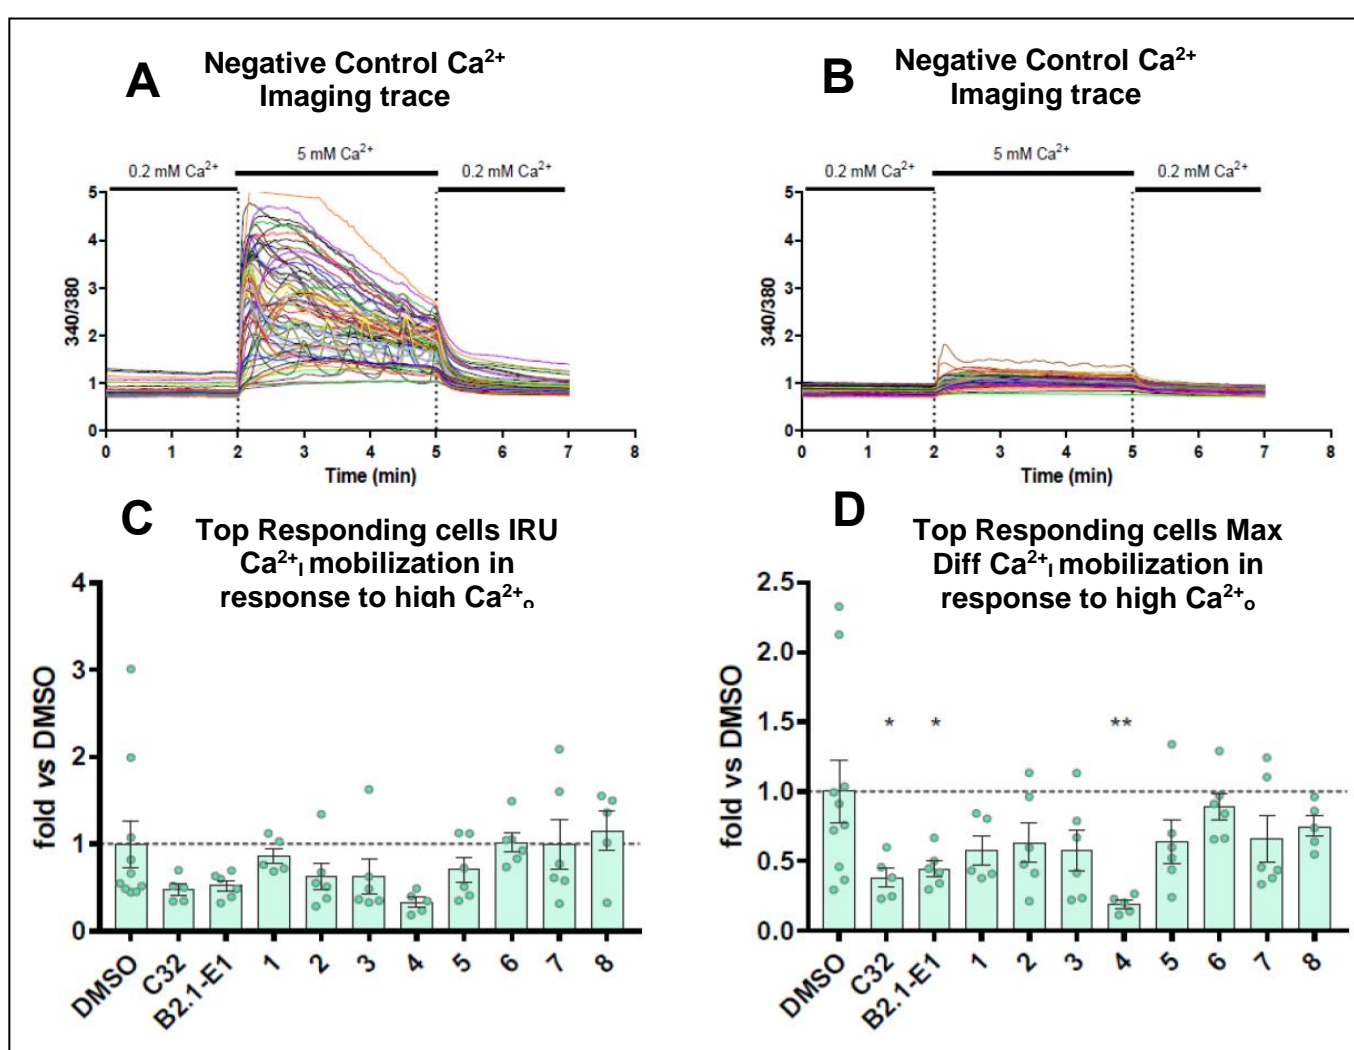 A
Negative Control Ca²⁺
Imaging trace
5 mM Ca²⁺
0.2 mM Ca²⁺
0.2 mM Ca²⁺
5
4
3
2
1
0
340/380
0 1 2 3 4 5 6 7 8
Time (min)
B
Negative Control Ca²⁺
Imaging trace
5 mM Ca²⁺
0.2 mM Ca²⁺
0.2 mM Ca²⁺
5
4
3
2
1
0
340/380
0 1 2 3 4 5 6 7 8
Time (min)
C
Top Responding cells IRU
Ca²⁺I mobilization in
response to high Ca²⁺o
4
3
2
1
0
fold vs DMSO
DMSO C32 B2.1-E1 1 2 3 4 5 6 7 8
D
Top Responding cells Max
Diff Ca²⁺I mobilization in
response to high Ca²⁺o
2.5
2.0
1.5
1.0
0.5
0.0
fold vs DMSO
* * **
DMSO C32 B2.1-E1 1 2 3 4 5 6 7 8